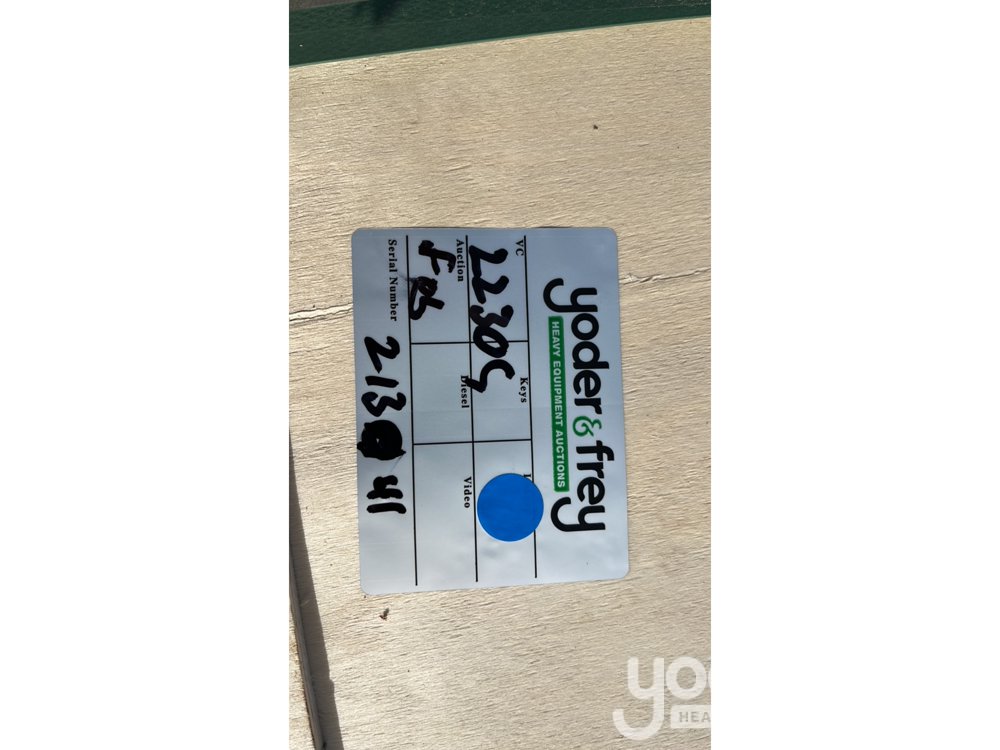 yoder & frey
HEAVY EQUIPMENT AUCTIONS
VC
Keys
22305
Auction
Diesel
Video
Feb
Serial Number
213 41
yo
HEA